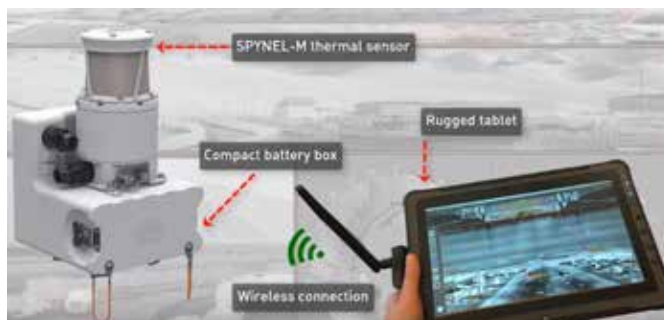 SPYNEL-M thermal sensor
Rugged tablet
Compact battery box
Wireless connection